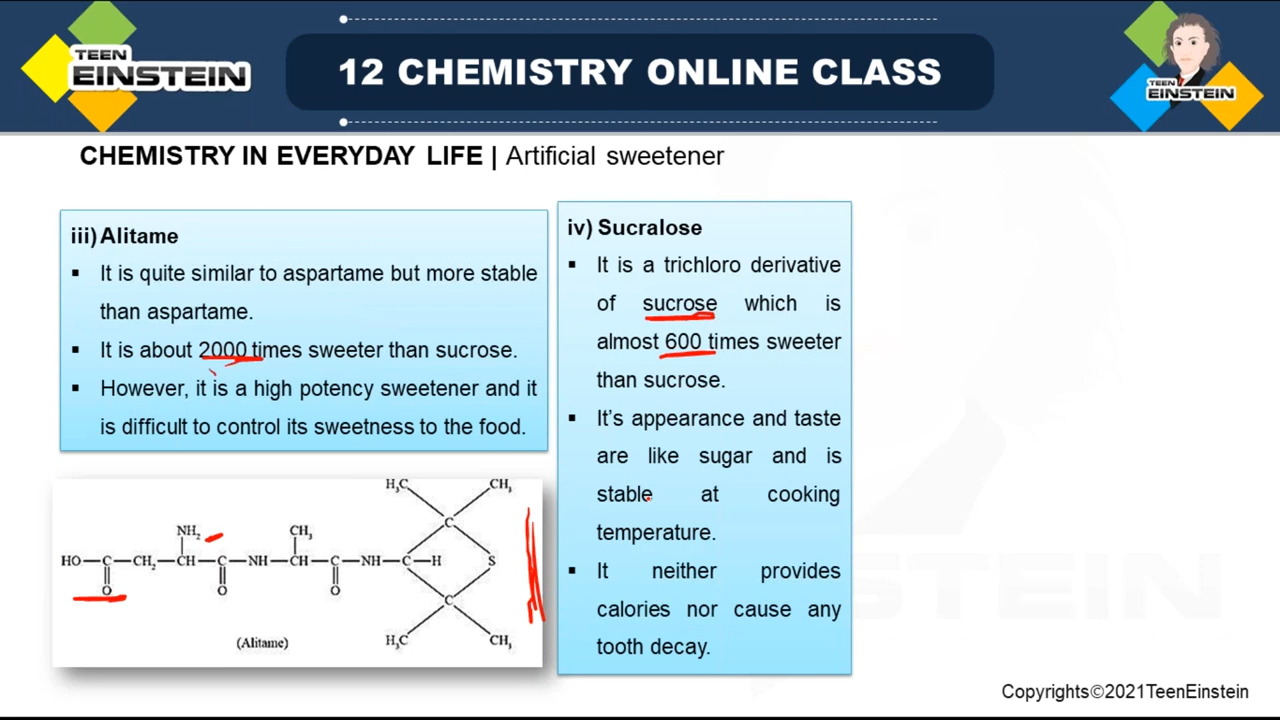 TEEN
EINSTEIN
12 CHEMISTRY ONLINE CLASS
TEEN
EINSTEIN
CHEMISTRY IN EVERYDAY LIFE | Artificial sweetener
iii) Alitame
▪ It is quite similar to aspartame but more stable
than aspartame.
▪ It is about 2000 times sweeter than sucrose.
▪ However, it is a high potency sweetener and it
is difficult to control its sweetness to the food.
H₃C CH₃
NH₂ CH₃ C
HO—C—CH₂—CH—C—NH—CH—C—NH—C—H S
O O O C
H₃C CH₃
(Alitame)
iv) Sucralose
▪ It is a trichloro derivative
of sucrose which is
almost 600 times sweeter
than sucrose.
▪ It’s appearance and taste
are like sugar and is
stable at cooking
temperature.
▪ It neither provides
calories nor cause any
tooth decay.
EINSTEIN
Copyrights©2021TeenEinstein